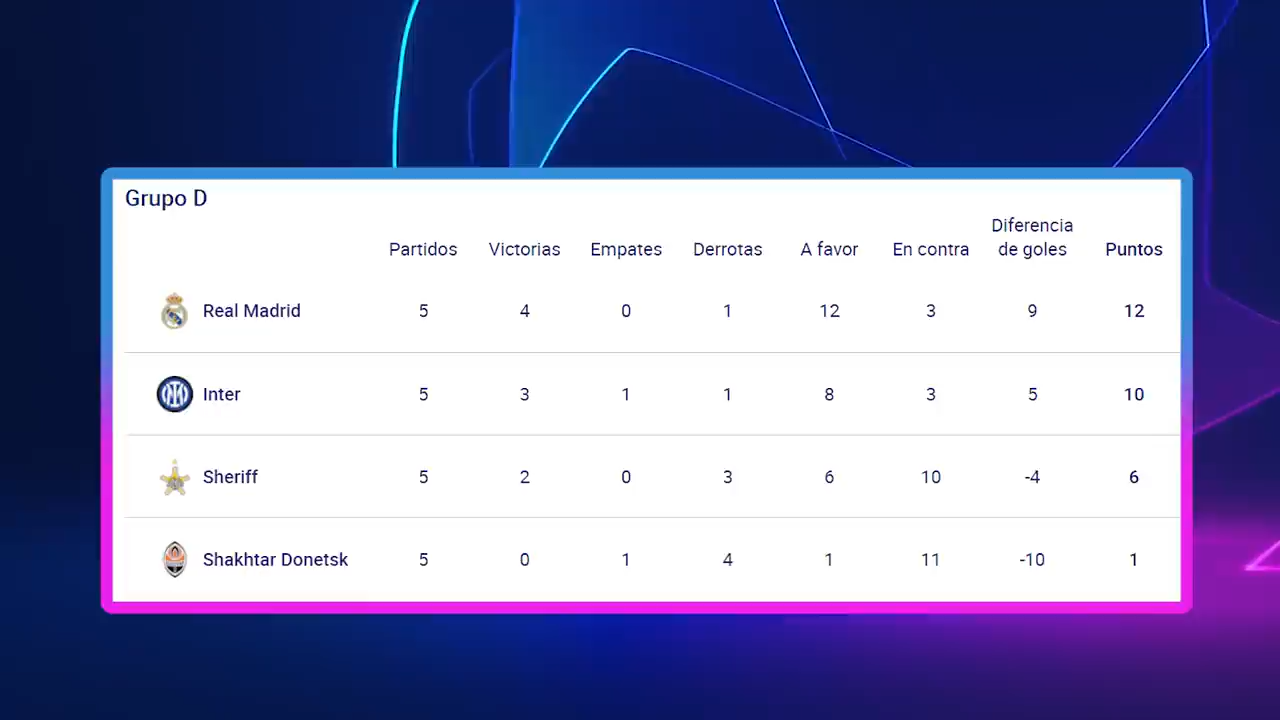 Grupo D
Partidos Victorias Empates Derrotas A favor En contra Diferencia de goles Puntos
Real Madrid 5 4 0 1 12 3 9 12
Inter 5 3 1 1 8 3 5 10
Sheriff 5 2 0 3 6 10 -4 6
Shakhtar Donetsk 5 0 1 4 1 11 -10 1